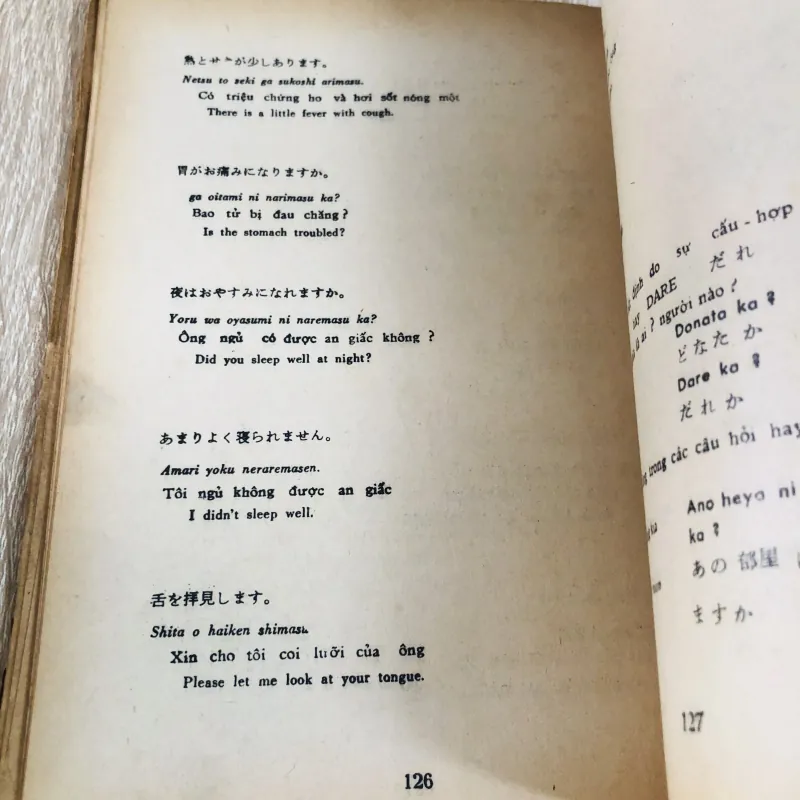 熱とせきが少しあります。
Netsu to seki ga sukoshi arimasu.
Có triệu chứng ho và hơi sốt nóng một
There is a little fever with cough.
胃がお痛みになりますか。
ga oitami ni narimasu ka?
Bao tử bị đau chăng?
Is the stomach troubled?
夜はおやすみになれますか。
Yoru wa oyasumi ni naremasu ka?
Ông ngủ có được an giấc không?
Did you sleep well at night?
あまりよく寝られません。
Amari yoku neraremasen.
Tôi ngủ không được an giấc
I didn't sleep well.
舌を拝見します。
Shita o haiken shimasu.
Xin cho tôi coi lưỡi của ông
Please let me look at your tongue.
126
định do sự cấu-hợp
DARE だれ
ai? người nào?
Donata ka?
どなたか
Dare ka?
だれか
trong các câu hỏi hay
Ano heya ni
ka?
あの部屋
ますか
127